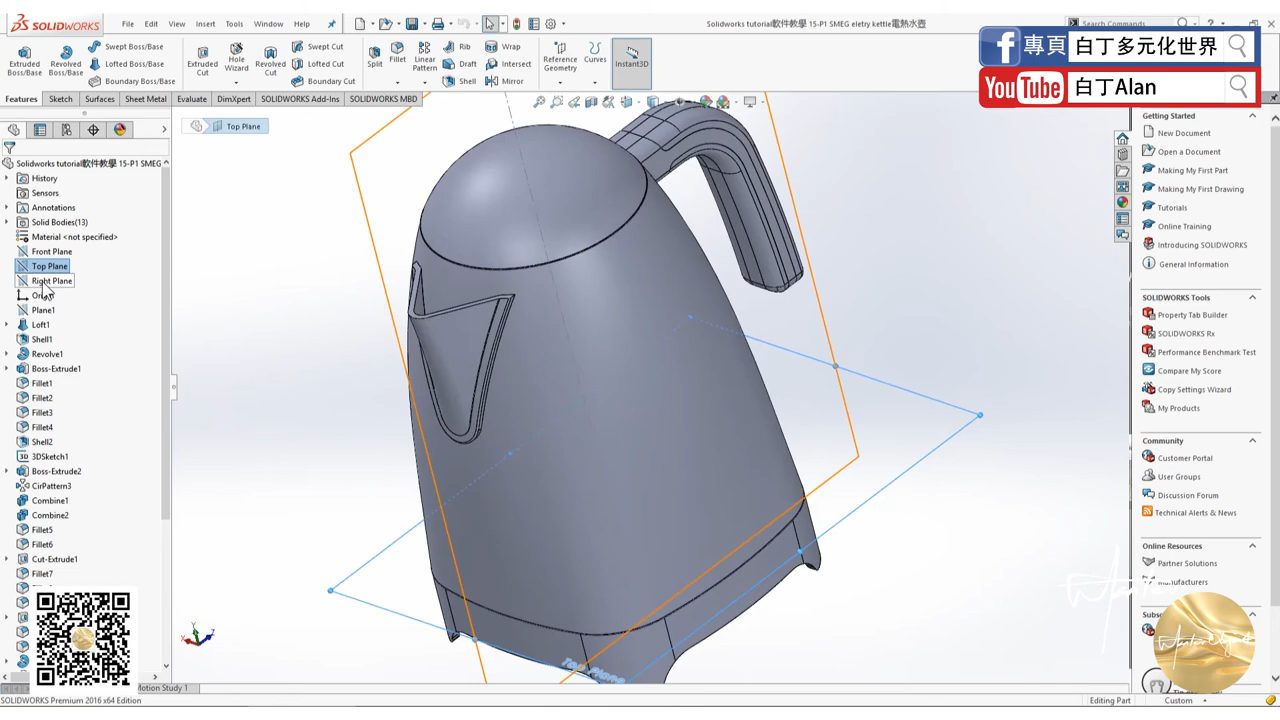 SOLIDWORKS
File Edit View Insert Tools Window Help
Solidworks tutorial軟件教學 15-P1 SMEG eletry kettle電熱水壺
Search Commands
專頁 白丁多元化世界
YouTube 白丁Alan
Extruded Boss/Base
Revolved Boss/Base
Swept Boss/Base
Lofted Boss/Base
Boundary Boss/Base
Extruded Cut
Hole Wizard
Revolved Cut
Swept Cut
Lofted Cut
Boundary Cut
Split
Fillet
Linear Pattern
Rib
Draft
Shell
Wrap
Intersect
Mirror
Reference Geometry
Curves
Instant3D
Features Sketch Surfaces Sheet Metal Evaluate DimXpert SOLIDWORKS Add-Ins SOLIDWORKS MBD
Top Plane
Solidworks tutorial軟件教學 15-P1 SMEG
History
Sensors
Annotations
Solid Bodies(13)
Material <not specified>
Front Plane
Top Plane
Right Plane
Plane1
Loft1
Shell1
Revolve1
Boss-Extrude1
Fillet1
Fillet2
Fillet3
Fillet4
Shell2
3DSketch1
Boss-Extrude2
CirPattern3
Combine1
Combine2
Fillet5
Fillet6
Cut-Extrude1
Fillet7
Motion Study 1
SOLIDWORKS Premium 2016 x64 Edition
Top Plane
Getting Started
New Document
Open a Document
Making My First Part
Making My First Drawing
Tutorials
Online Training
Introducing SOLIDWORKS
General Information
SOLIDWORKS Tools
Property Tab Builder
SOLIDWORKS Rx
Performance Benchmark Test
Compare My Score
Copy Settings Wizard
My Products
Community
Customer Portal
User Groups
Discussion Forum
Technical Alerts & News
Online Resources
Partner Solutions
Manufacturers
Editing Part
Custom